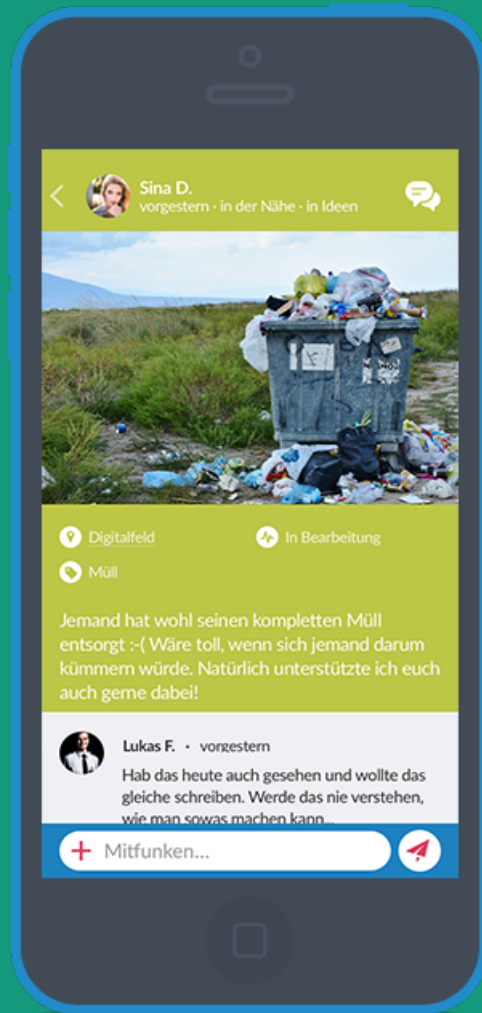 Sina D.
vorgestern · in der Nähe · in Ideen
Digitalfeld
In Bearbeitung
Müll
Jemand hat wohl seinen kompletten Müll
entsorgt :-( Wäre toll, wenn sich jemand darum
kümmern würde. Natürlich unterstützte ich euch
auch gerne dabei!
Lukas F. · vorgestern
Hab das heute auch gesehen und wollte das
gleiche schreiben. Werde das nie verstehen,
wie man sowas machen kann...
Mitfunken...